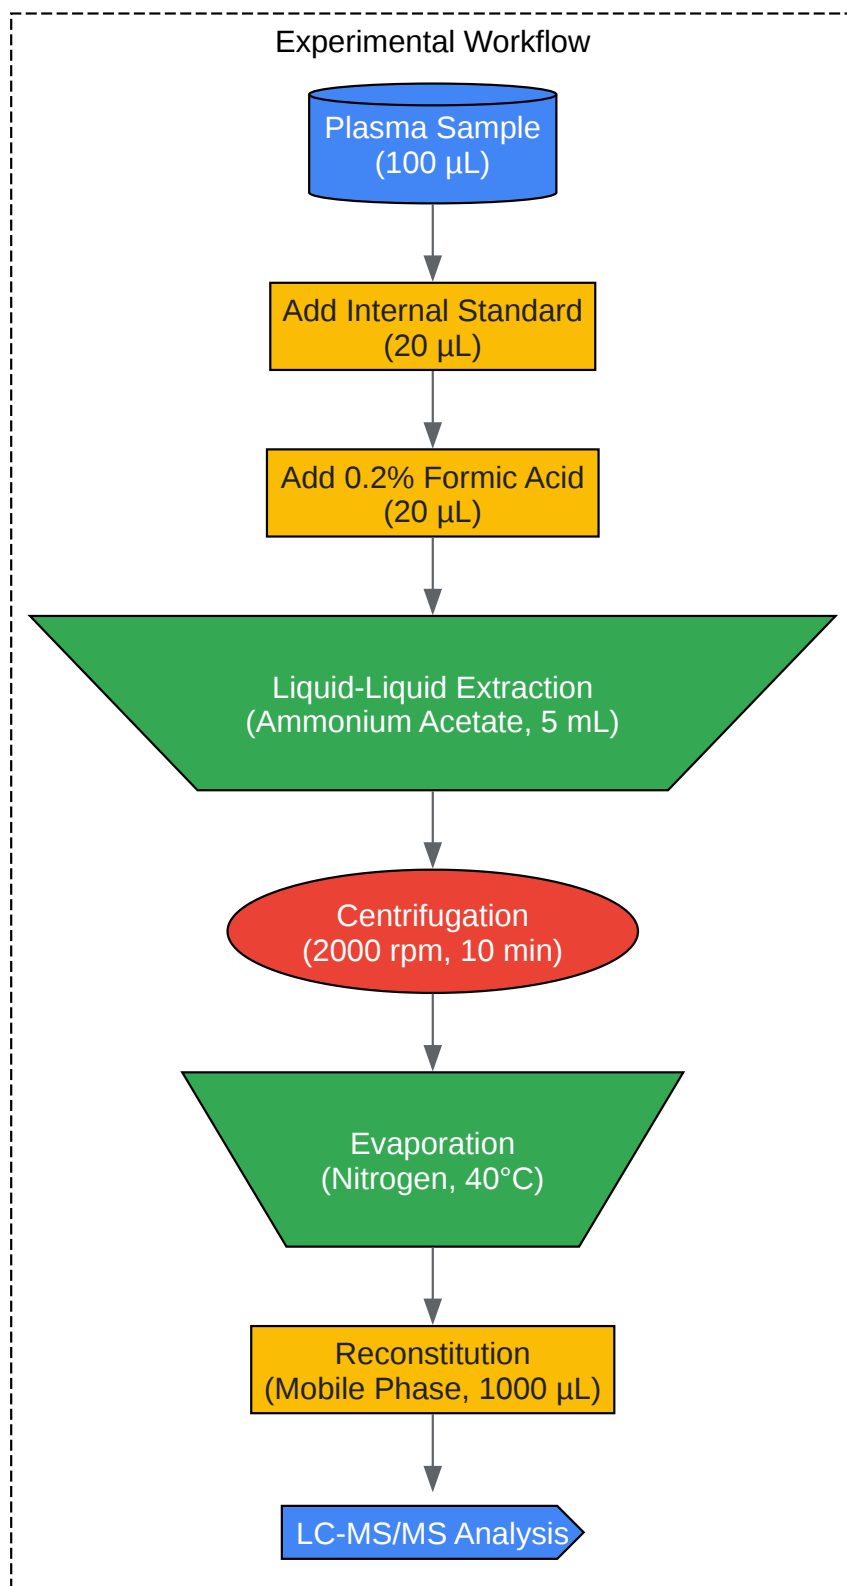 Experimental Workflow
Plasma Sample
(100 µL)
Add Internal Standard
(20 µL)
Add 0.2% Formic Acid
(20 µL)
Liquid-Liquid Extraction
(Ammonium Acetate, 5 mL)
Centrifugation
(2000 rpm, 10 min)
Evaporation
(Nitrogen, 40°C)
Reconstitution
(Mobile Phase, 1000 µL)
LC-MS/MS Analysis